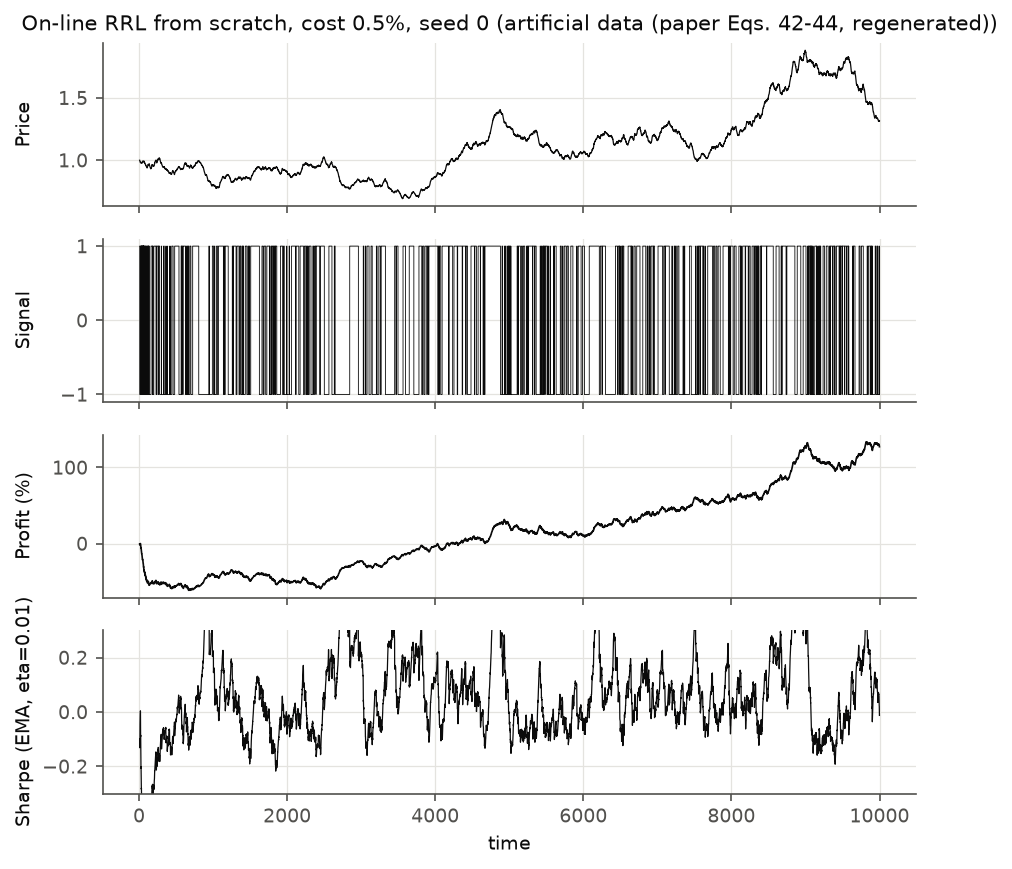 On-line RRL from scratch, cost 0.5%, seed 0 (artificial data (paper Eqs. 42-44, regenerated))
Price
1.5
1.0
Signal
1
0
−1
Profit (%)
100
0
Sharpe (EMA, eta=0.01)
0.2
0.0
−0.2
0 2000 4000 6000 8000 10000
time